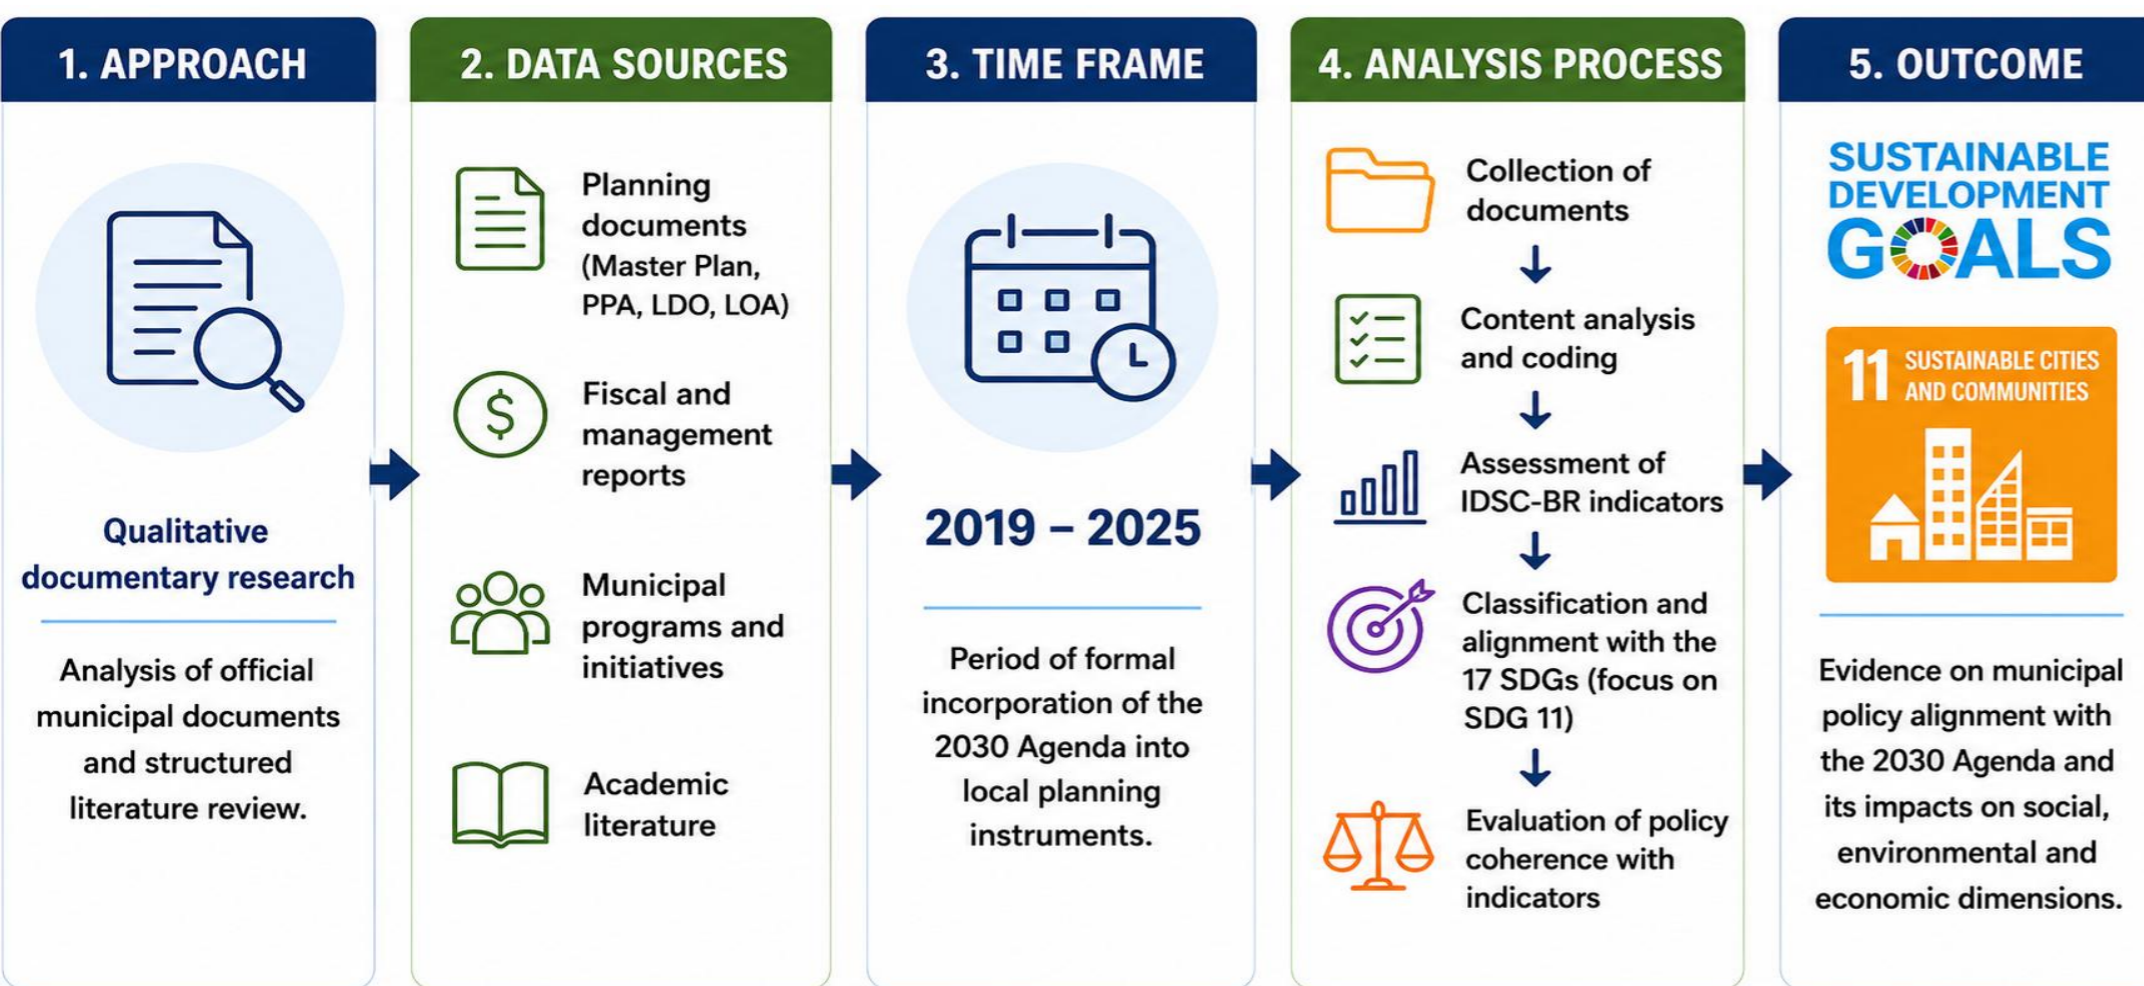 1. APPROACH
Qualitative
documentary research
Analysis of official
municipal documents
and structured
literature review.
2. DATA SOURCES
Planning
documents
(Master Plan,
PPA, LDO, LOA)
$
Fiscal and
management
reports
Municipal
programs and
initiatives
Academic
literature
3. TIME FRAME
2019 – 2025
Period of formal
incorporation of the
2030 Agenda into
local planning
instruments.
4. ANALYSIS PROCESS
Collection of
documents
Content analysis
and coding
Assessment of
IDSC-BR indicators
Classification and
alignment with the
17 SDGs (focus on
SDG 11)
Evaluation of policy
coherence with
indicators
5. OUTCOME
SUSTAINABLE
DEVELOPMENT
GOALS
11 SUSTAINABLE CITIES
AND COMMUNITIES
Evidence on municipal
policy alignment with
the 2030 Agenda and
its impacts on social,
environmental and
economic dimensions.